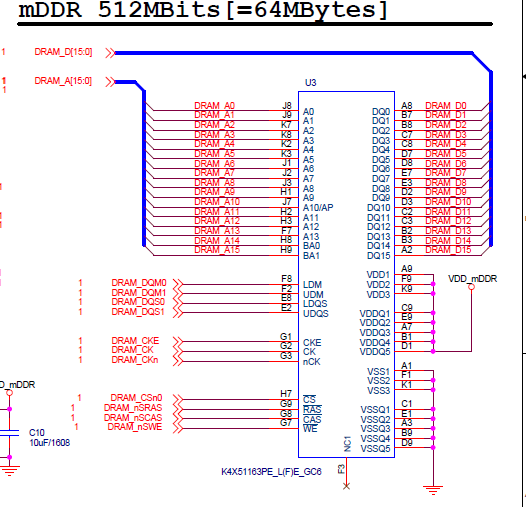 mDDR 512MBits[=64MBytes]
1 DRAM_D[15:0]
1 DRAM_A[15:0]
1
U3
DRAM_A0 J8 A0 DQ0 A8 DRAM_D0
DRAM_A1 J9 A1 DQ1 B7 DRAM_D1
DRAM_A2 K7 A2 DQ2 B8 DRAM_D2
DRAM_A3 K8 A3 DQ3 C7 DRAM_D3
DRAM_A4 K2 A4 DQ4 C8 DRAM_D4
DRAM_A5 K3 A5 DQ5 D7 DRAM_D5
DRAM_A6 J1 A6 DQ6 D8 DRAM_D6
DRAM_A7 J2 A7 DQ7 E7 DRAM_D7
DRAM_A8 J3 A8 DQ8 E3 DRAM_D8
DRAM_A9 H1 A9 DQ9 D2 DRAM_D9
DRAM_A10 J7 A10/AP DQ10 D3 DRAM_D10
DRAM_A11 H2 A11 DQ11 C2 DRAM_D11
DRAM_A12 H3 A12 DQ12 C3 DRAM_D12
DRAM_A13 F7 A13 DQ13 B2 DRAM_D13
DRAM_A14 H8 BA0 DQ14 B3 DRAM_D14
DRAM_A15 H9 BA1 DQ15 A2 DRAM_D15
VDD1 A9
1 DRAM_DQM0 F8 LDM VDD2 F9 VDD_mDDR
1 DRAM_DQM1 F2 UDM VDD3 K9
1 DRAM_DQS0 E8 LDQS
1 DRAM_DQS1 E2 UDQS VDDQ1 C9
VDDQ2 E9
VDDQ3 A7
1 DRAM_CKE G1 CKE VDDQ4 B1
1 DRAM_CK G2 CK VDDQ5 D1
1 DRAM_CKn G3 nCK
VSS1 A1
VSS2 F1
D_mDDR VSS3 K1
1 DRAM_CSn0 H7 CS
1 DRAM_nSRAS G9 RAS VSSQ1 C1
1 DRAM_nSCAS G8 CAS VSSQ2 E1
1 DRAM_nSWE G7 WE VSSQ3 A3
C10 VSSQ4 B9
10uF/1608 NC1 VSSQ5 D9
F3
K4X51163PE_L(F)E_GC6